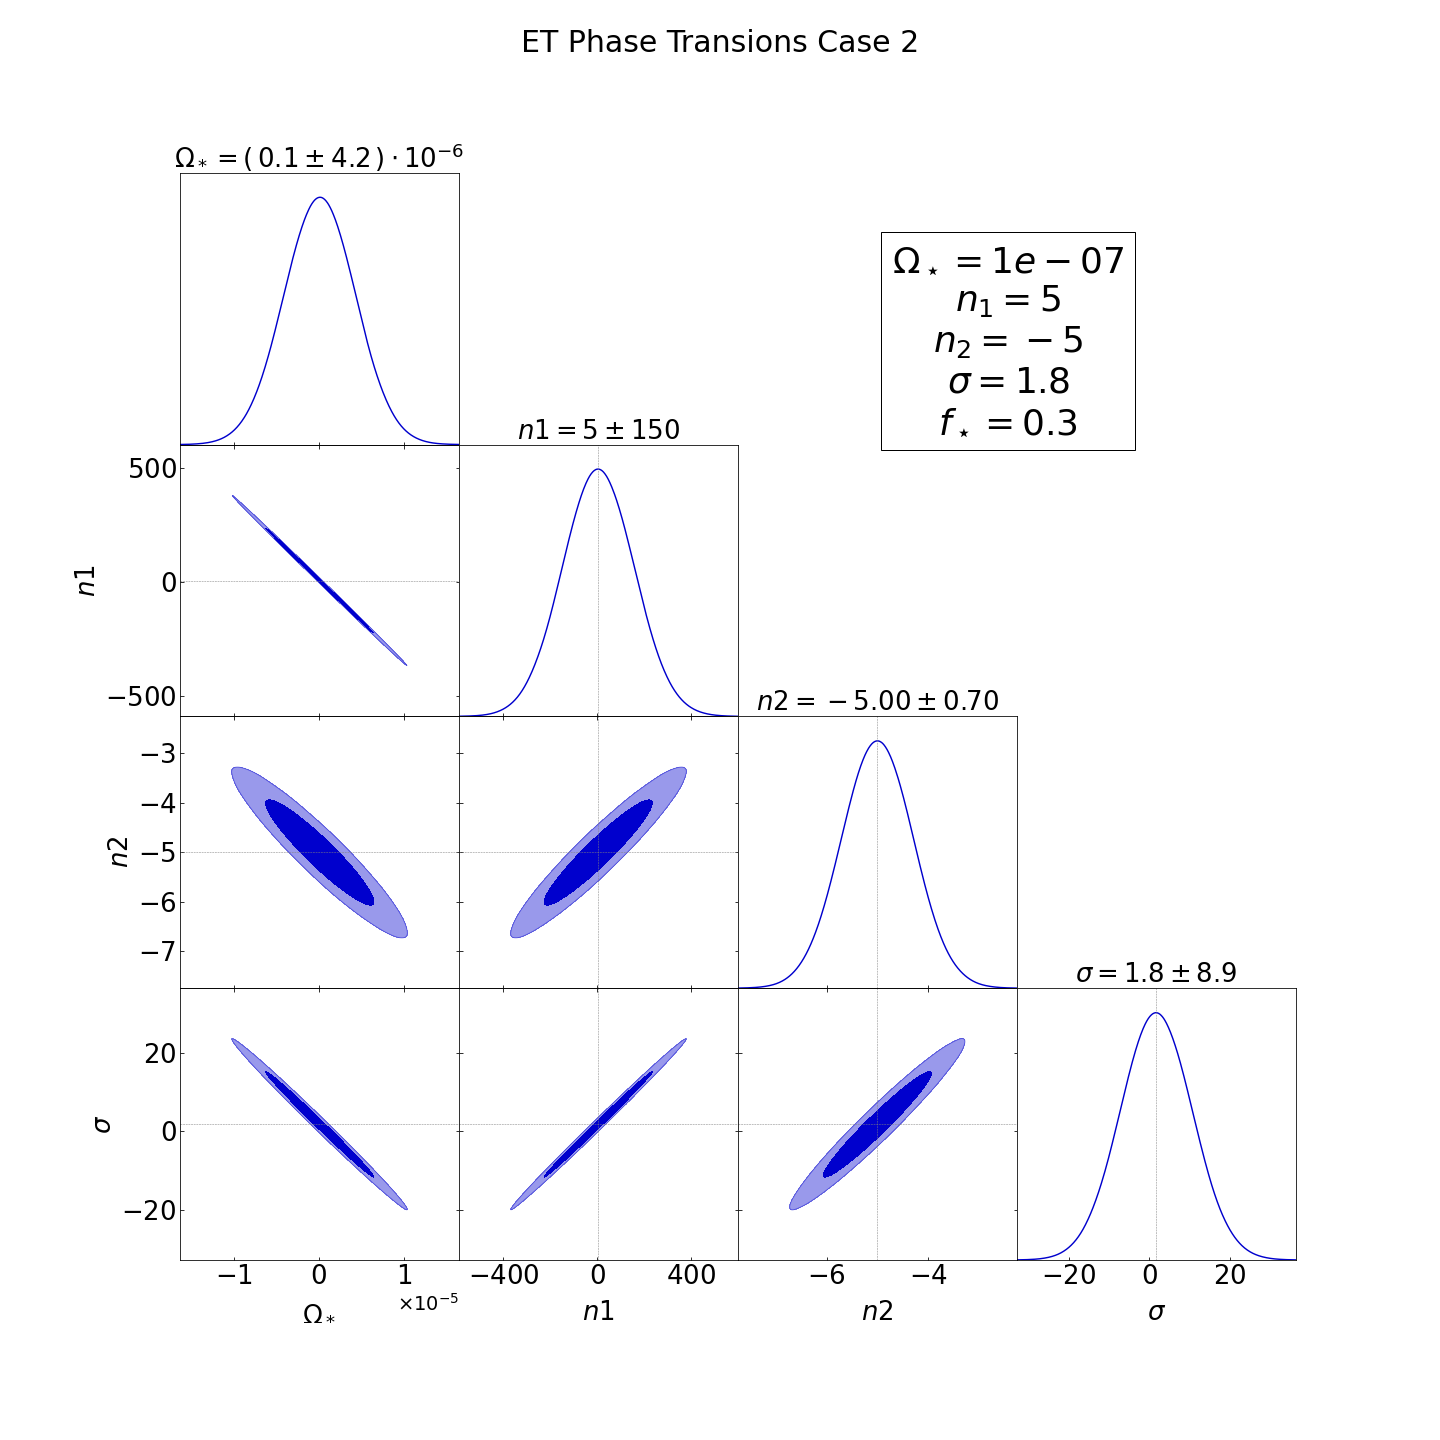 ET Phase Transions Case 2
Ω∗ = ( 0.1 ± 4.2 ) · 10⁻⁶
Ω⋆ = 1e − 07
n₁ = 5
n₂ = − 5
σ = 1.8
f⋆ = 0.3
n1 = 5 ± 150
500
0
−500
n1
n2 = − 5.00 ± 0.70
−3
−4
−5
−6
−7
n2
σ = 1.8 ± 8.9
20
0
−20
σ
−1 0 1
×10⁻⁵
Ω∗
−400 0 400
n1
−6 −4
n2
−20 0 20
σ